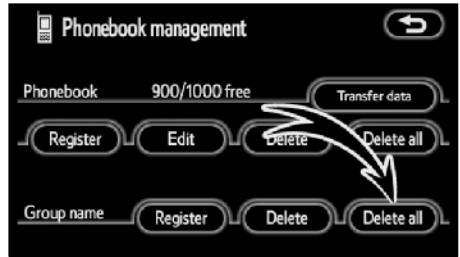 Phonebook management
Phonebook 900/1000 free Transfer data
Register Edit Delete Delete all
Group name Register Delete Delete all